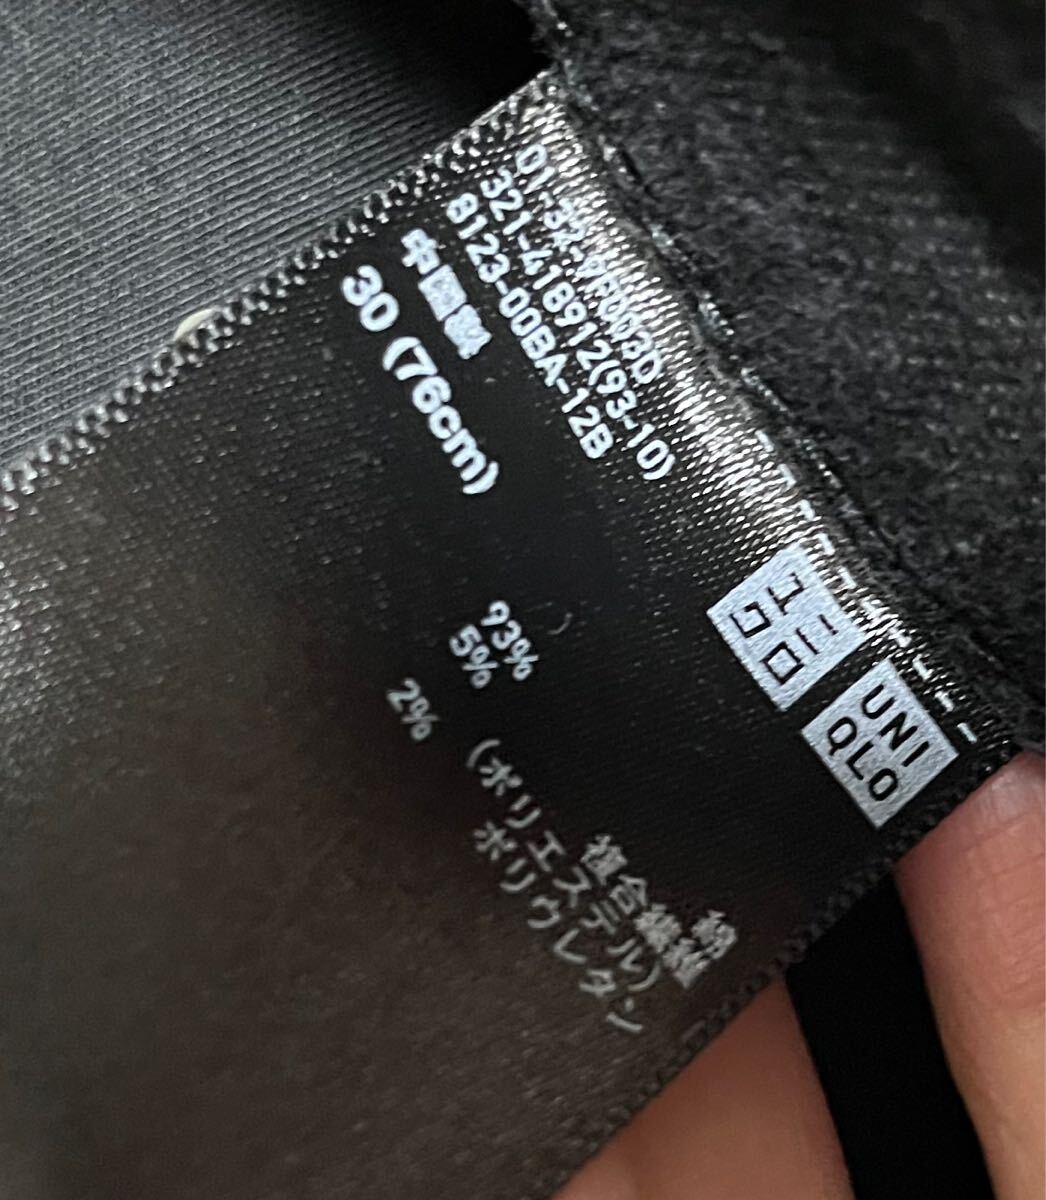 ユニ
クロ
UNI
QLO
321-418912(93-10)
8123-00BA-12B
中国製
30 (76cm)
93%
綿
5%
複合繊維
(ポリエステル)
2%
ポリウレタン